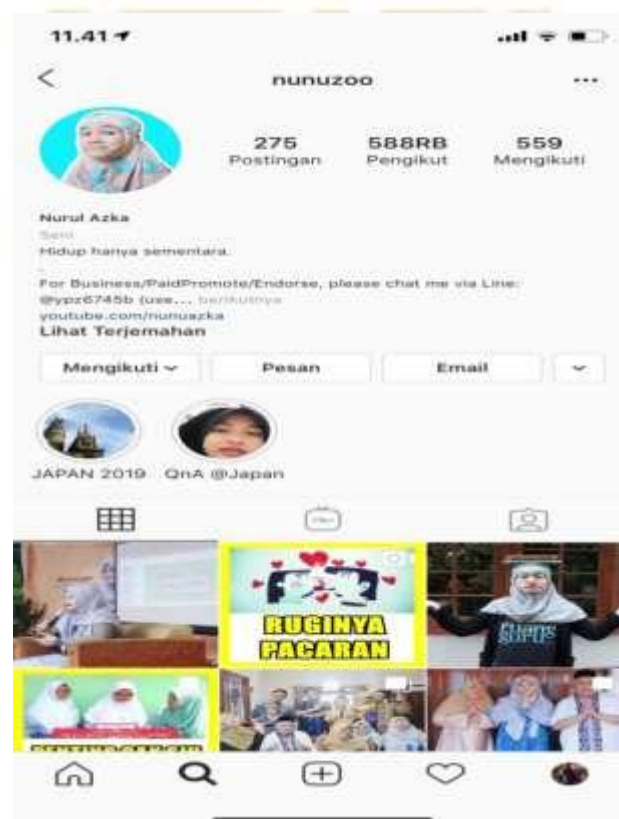 11.41
nunuzoo
275 588RB 559
Postingan Pengikut Mengikuti
Nurul Azka
Seni
Hidup hanya sementara.
.
For Business/PaidPromote/Endorse, please chat me via Line:
@ypz6745b (use... berikutnya
youtube.com/nunuazka
Lihat Terjemahan
Mengikuti Pesan Email
JAPAN 2019 QnA @Japan
RUGINYA
PACARAN